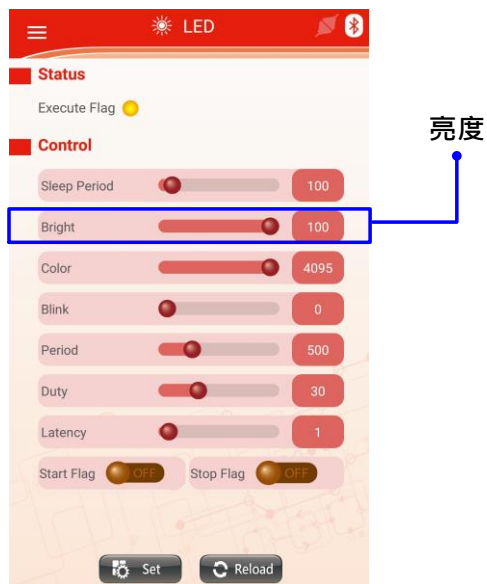 LED
Status
Execute Flag
亮度
Control
Sleep Period 100
Bright 100
Color 4095
Blink 0
Period 500
Duty 30
Latency 1
Start Flag OFF Stop Flag OFF
Set Reload